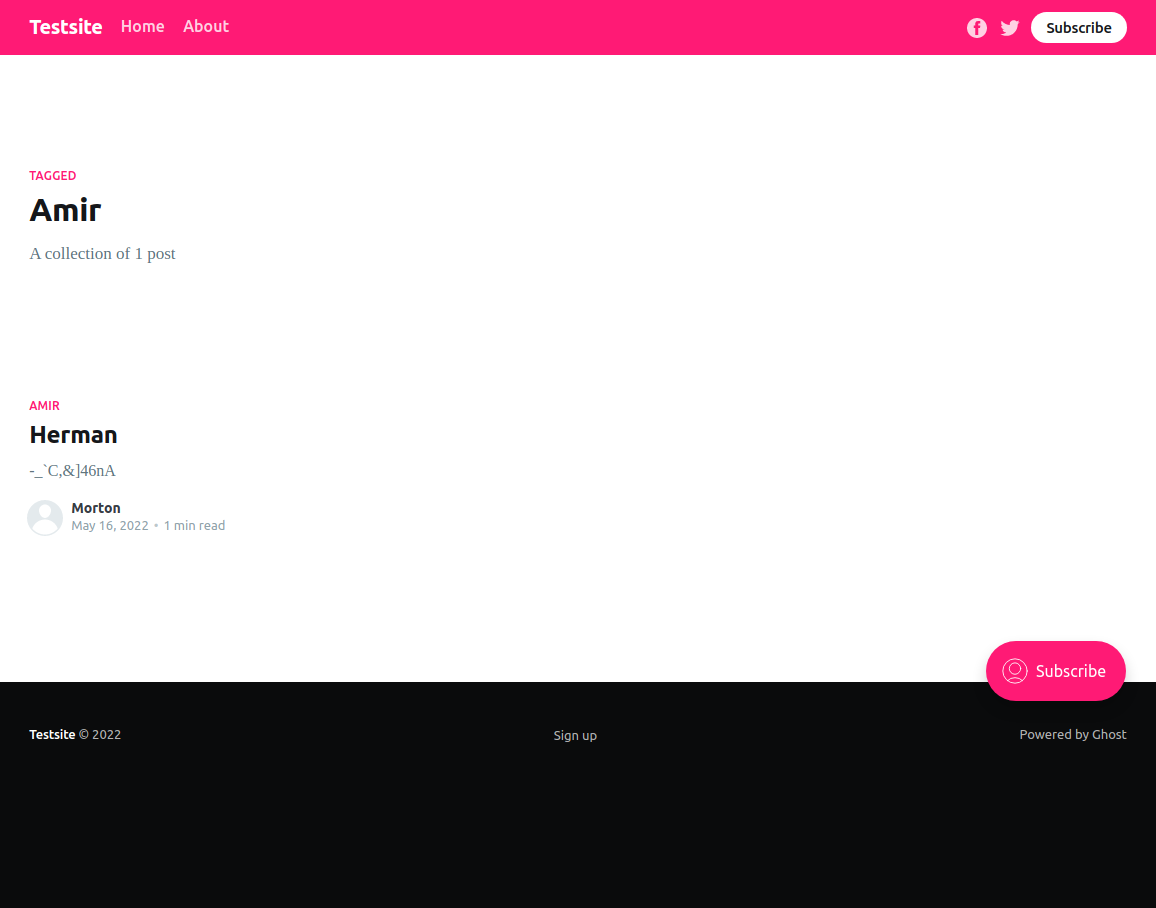 Testsite Home About Subscribe
TAGGED
Amir
A collection of 1 post
AMIR
Herman
-_`C,&]46nA
Morton
May 16, 2022 • 1 min read
Subscribe
Testsite © 2022 Sign up Powered by Ghost